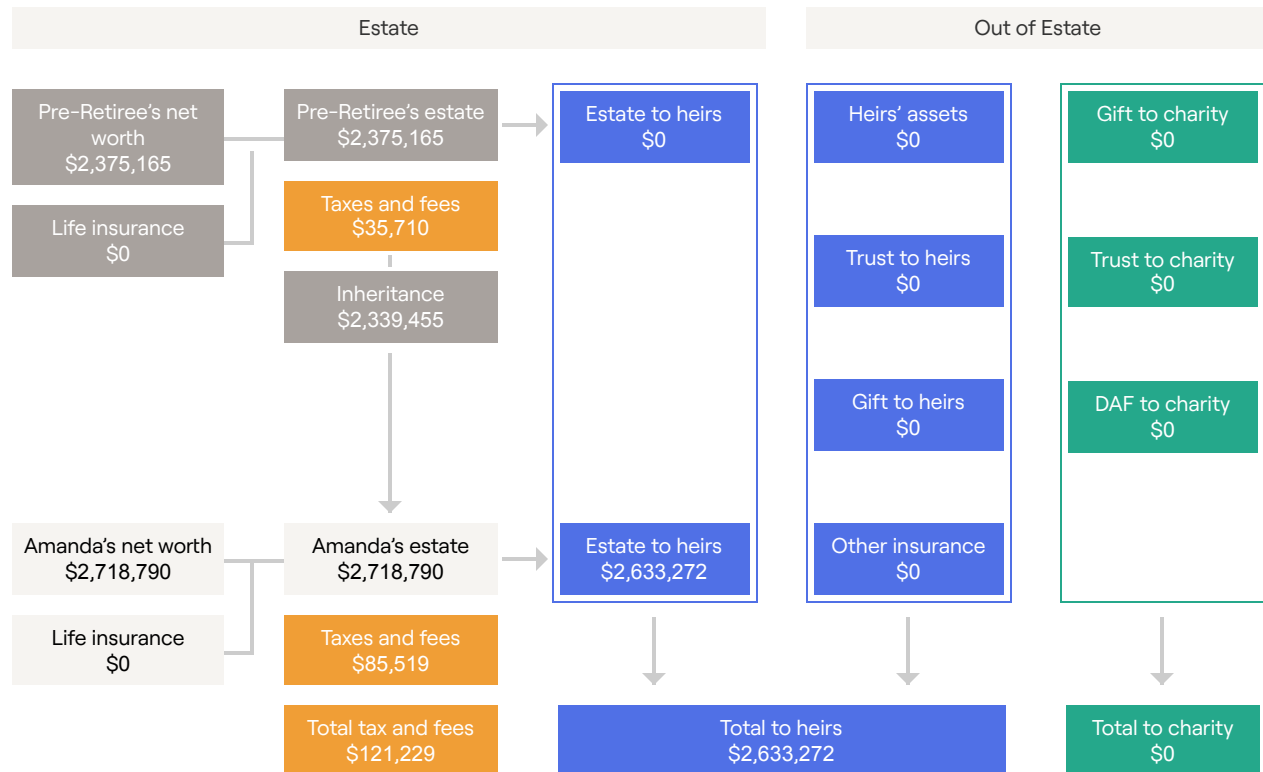 Estate
Out of Estate
Pre-Retiree’s net
worth
$2,375,165
Pre-Retiree’s estate
$2,375,165
Estate to heirs
$0
Heirs’ assets
$0
Gift to charity
$0
Life insurance
$0
Taxes and fees
$35,710
Inheritance
$2,339,455
Trust to heirs
$0
Trust to charity
$0
Gift to heirs
$0
DAF to charity
$0
Amanda’s net worth
$2,718,790
Amanda’s estate
$2,718,790
Estate to heirs
$2,633,272
Other insurance
$0
Life insurance
$0
Taxes and fees
$85,519
Total tax and fees
$121,229
Total to heirs
$2,633,272
Total to charity
$0